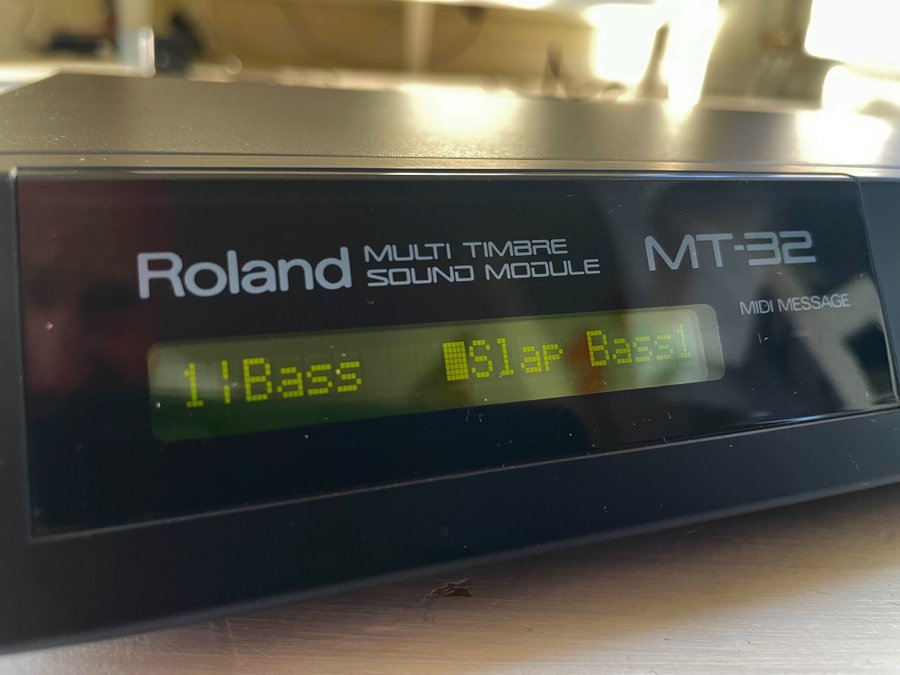 Roland MULTI TIMBRE SOUND MODULE
MT-32
MIDI MESSAGE
1¦Bass █Slap Bass1